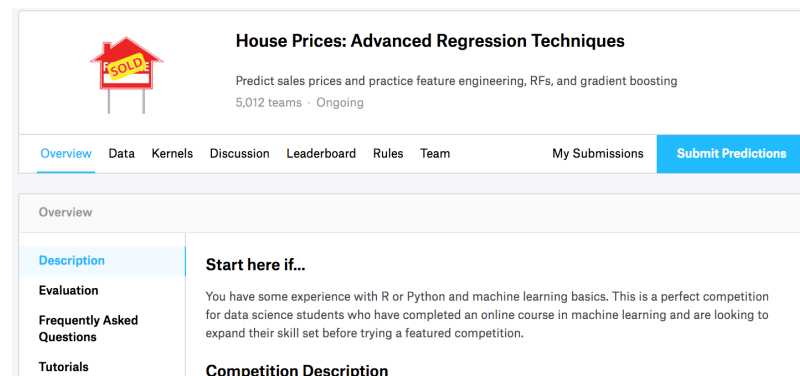 SOLD
House Prices: Advanced Regression Techniques
Predict sales prices and practice feature engineering, RFs, and gradient boosting
5,012 teams · Ongoing
Overview Data Kernels Discussion Leaderboard Rules Team My Submissions Submit Predictions
Overview
Description
Evaluation
Frequently Asked
Questions
Tutorials
Start here if...
You have some experience with R or Python and machine learning basics. This is a perfect competition
for data science students who have completed an online course in machine learning and are looking to
expand their skill set before trying a featured competition.
Competition Description